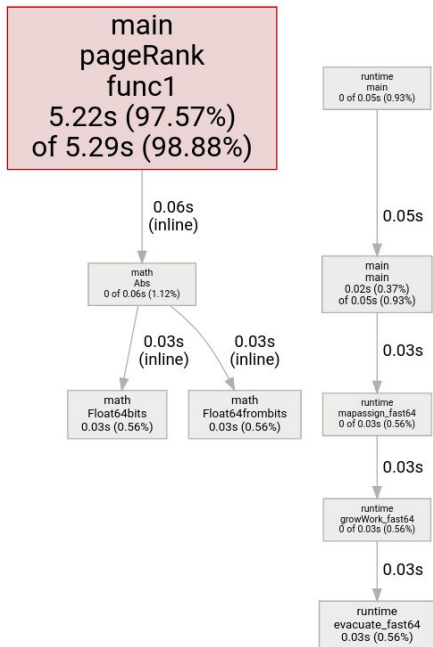 main
pageRank
func1
5.22s (97.57%)
of 5.29s (98.88%)
0.06s
(inline)
math
Abs
0 of 0.06s (1.12%)
0.03s
(inline)
0.03s
(inline)
math
Float64bits
0.03s (0.56%)
math
Float64frombits
0.03s (0.56%)
runtime
main
0 of 0.05s (0.93%)
0.05s
main
main
0.02s (0.37%)
of 0.05s (0.93%)
0.03s
runtime
mapassign_fast64
0 of 0.03s (0.56%)
0.03s
runtime
growWork_fast64
0 of 0.03s (0.56%)
0.03s
runtime
evacuate_fast64
0.03s (0.56%)